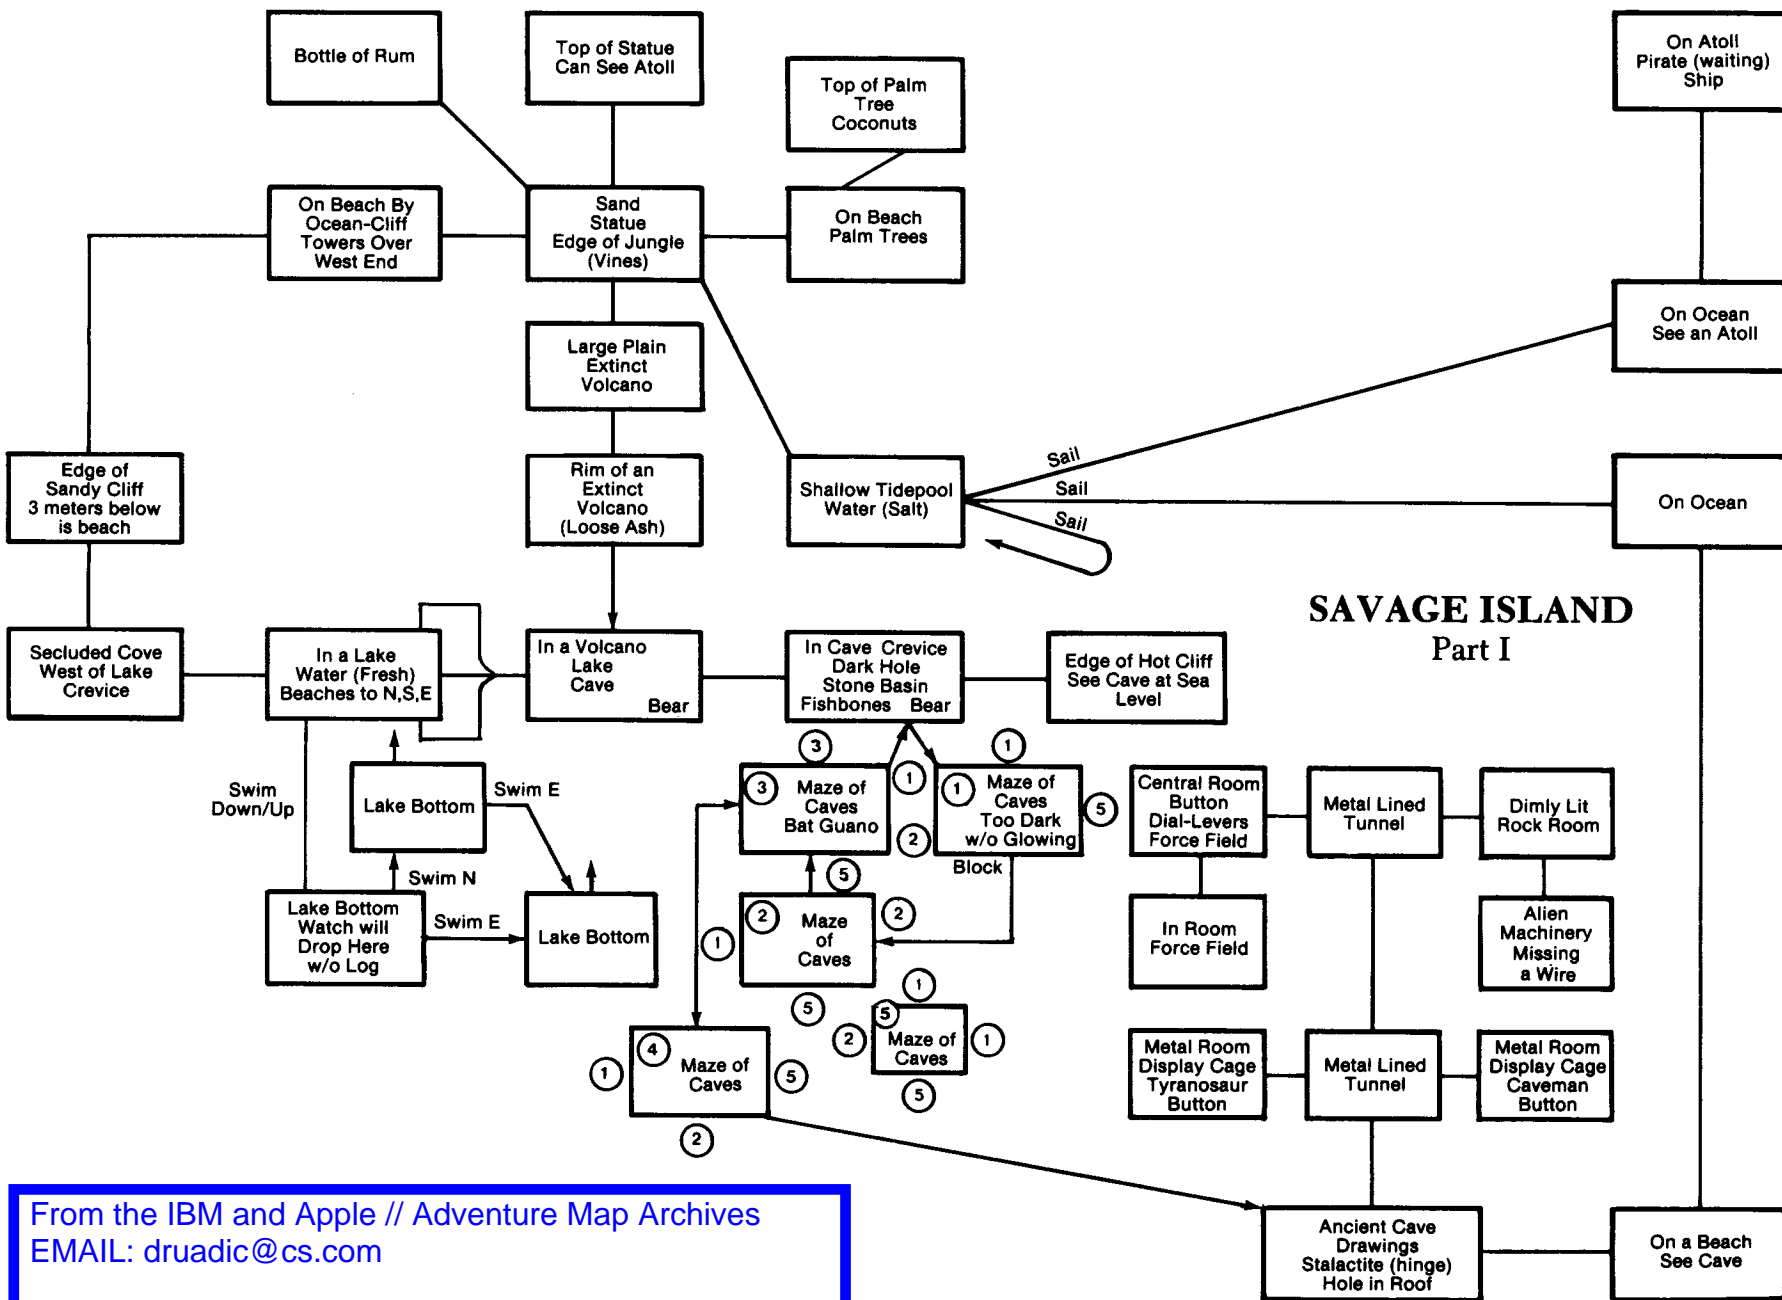 Bottle of Rum
Top of Statue
Can See Atoll
Top of Palm
Tree
Coconuts
On Atoll
Pirate (waiting)
Ship
On Beach By
Ocean-Cliff
Towers Over
West End
Sand
Statue
Edge of Jungle
(Vines)
On Beach
Palm Trees
On Ocean
See an Atoll
Large Plain
Extinct
Volcano
Edge of
Sandy Cliff
3 meters below
is beach
Rim of an
Extinct
Volcano
(Loose Ash)
Shallow Tidepool
Water (Salt)
Sail
Sail
Sail
On Ocean
SAVAGE ISLAND
Part I
Secluded Cove
West of Lake
Crevice
In a Lake
Water (Fresh)
Beaches to N,S,E
In a Volcano
Lake
Cave
Bear
In Cave Crevice
Dark Hole
Stone Basin
Fishbones Bear
Edge of Hot Cliff
See Cave at Sea
Level
Swim
Down/Up
Lake Bottom
Swim E
Swim N
Lake Bottom
Watch will
Drop Here
w/o Log
Swim E
Lake Bottom
3
3
Maze of
Caves
Bat Guano
1
2
1
1
Maze of
Caves
Too Dark
w/o Glowing
5
Block
5
2
Maze
of
Caves
2
5
1
1
4
Maze of
Caves
5
2
1
5
Maze of
Caves
2
1
5
Central Room
Button
Dial-Levers
Force Field
Metal Lined
Tunnel
Dimly Lit
Rock Room
In Room
Force Field
Alien
Machinery
Missing
a Wire
Metal Room
Display Cage
Tyranosaur
Button
Metal Lined
Tunnel
Metal Room
Display Cage
Caveman
Button
Ancient Cave
Drawings
Stalactite (hinge)
Hole in Roof
On a Beach
See Cave
From the IBM and Apple // Adventure Map Archives
EMAIL: druadic@cs.com